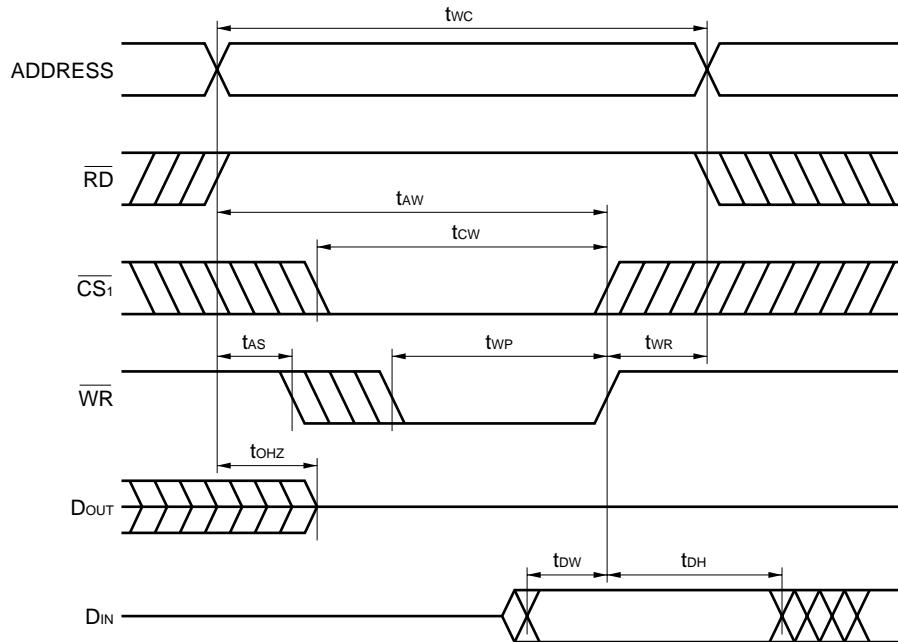 tWC
ADDRESS
RD
tAW
tCW
CS1
tAS
tWP
tWR
WR
tOHZ
DOUT
tDW
tDH
DIN